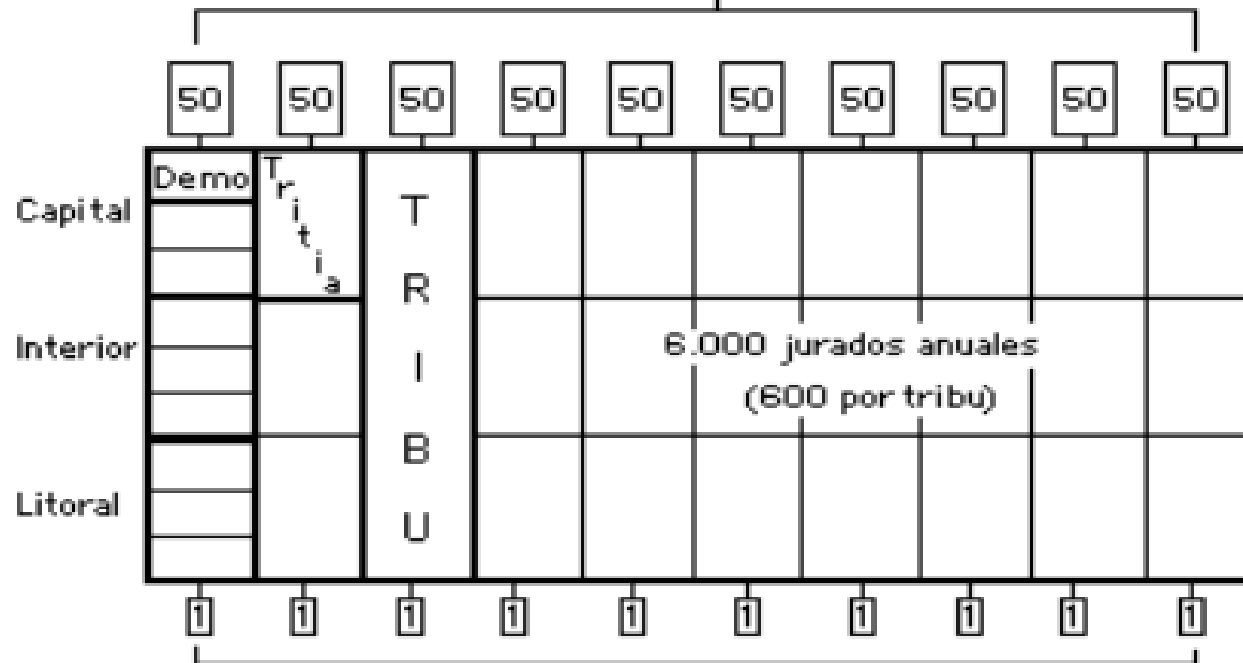 50 50 50 50 50 50 50 50 50 50
Demo
Tritia
TRIBU
Capital
Interior
6.000 jurados anuales
(600 por tribu)
Litoral
1 1 1 1 1 1 1 1 1 1